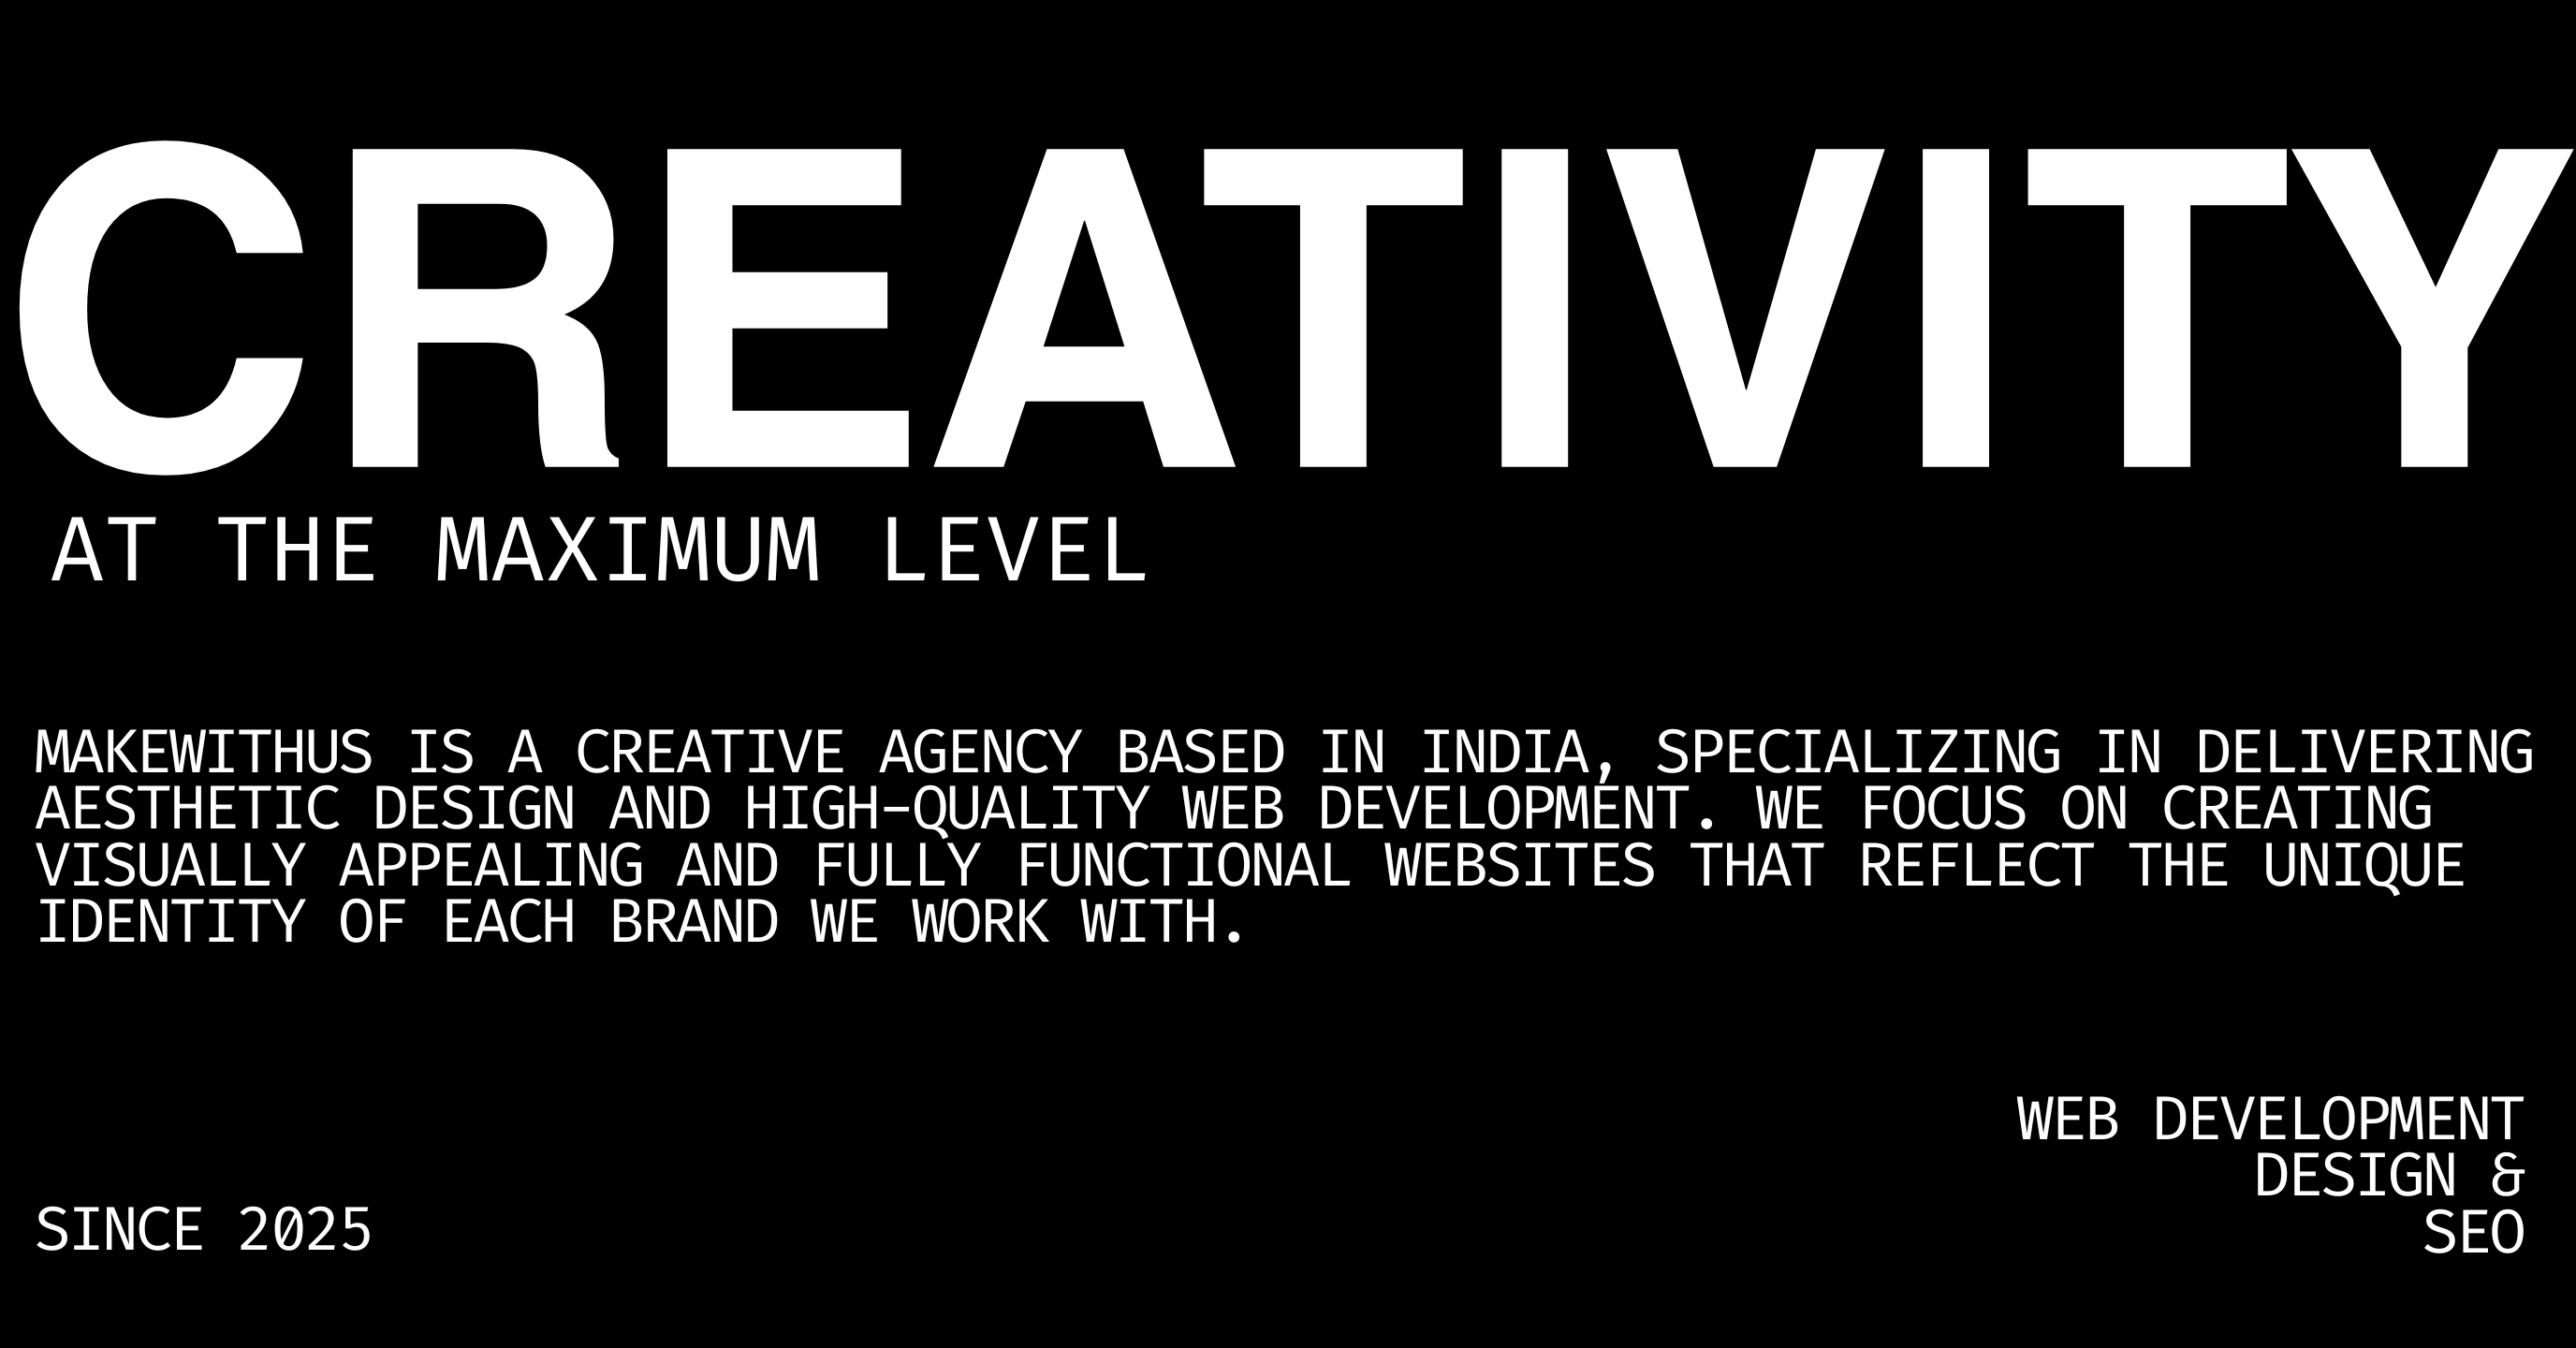 CREATIVITY
AT THE MAXIMUM LEVEL
MAKEWITHUS IS A CREATIVE AGENCY BASED IN INDIA, SPECIALIZING IN DELIVERING
AESTHETIC DESIGN AND HIGH-QUALITY WEB DEVELOPMENT. WE FOCUS ON CREATING
VISUALLY APPEALING AND FULLY FUNCTIONAL WEBSITES THAT REFLECT THE UNIQUE
IDENTITY OF EACH BRAND WE WORK WITH.
SINCE 2025
WEB DEVELOPMENT
DESIGN &
SEO